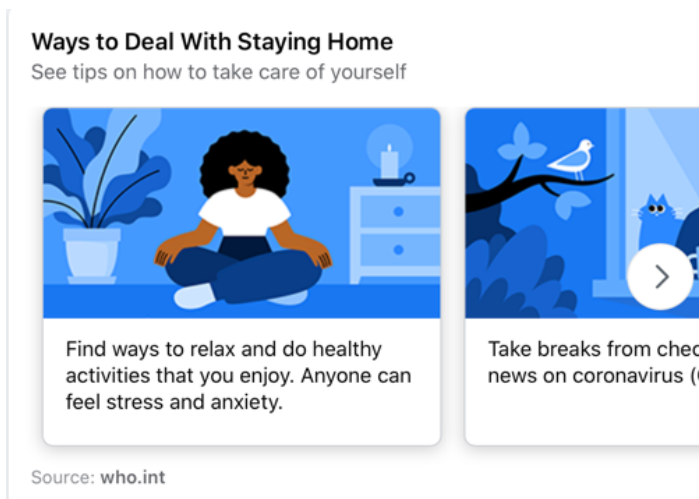 Ways to Deal With Staying Home
See tips on how to take care of yourself
Find ways to relax and do healthy
activities that you enjoy. Anyone can
feel stress and anxiety.
Take breaks from
news on coronavirus
Source: who.int